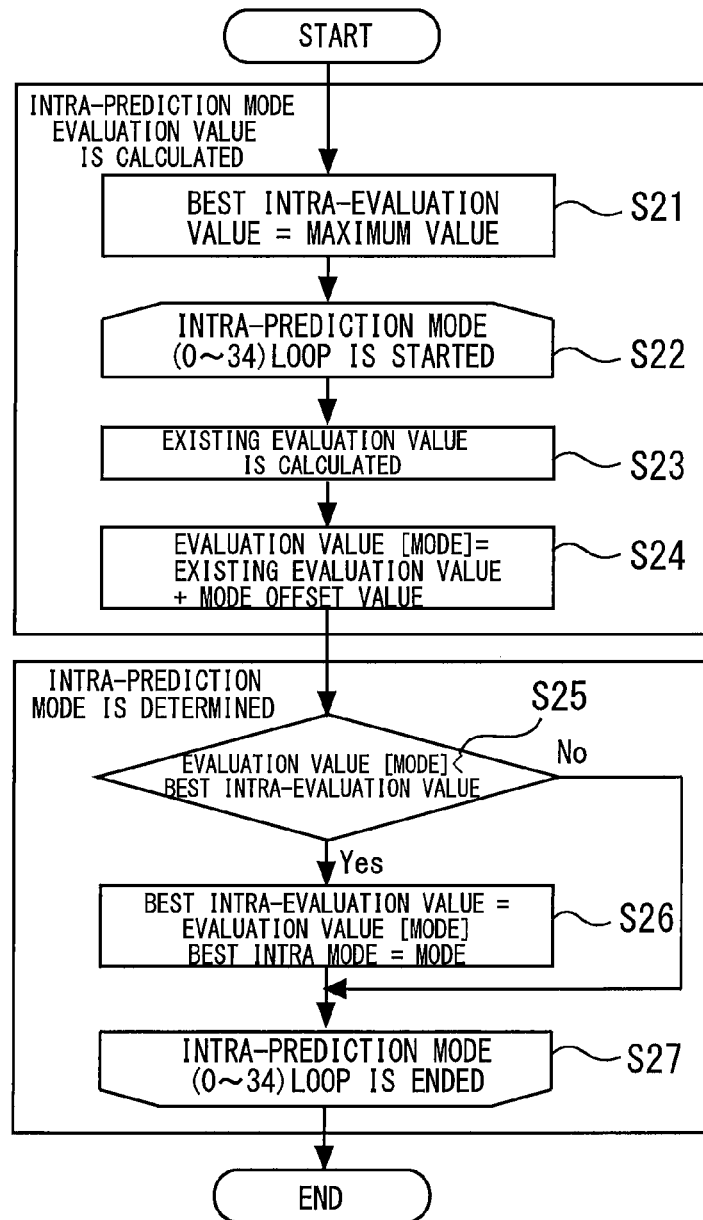 START
INTRA-PREDICTION MODE
EVALUATION VALUE
IS CALCULATED
BEST INTRA-EVALUATION
VALUE = MAXIMUM VALUE
S21
INTRA-PREDICTION MODE
(0~34)LOOP IS STARTED
S22
EXISTING EVALUATION VALUE
IS CALCULATED
S23
EVALUATION VALUE [MODE]=
EXISTING EVALUATION VALUE
+ MODE OFFSET VALUE
S24
INTRA-PREDICTION
MODE IS DETERMINED
S25
EVALUATION VALUE [MODE]<
BEST INTRA-EVALUATION VALUE
No
Yes
BEST INTRA-EVALUATION VALUE =
EVALUATION VALUE [MODE]
BEST INTRA MODE = MODE
S26
INTRA-PREDICTION MODE
(0~34)LOOP IS ENDED
S27
END